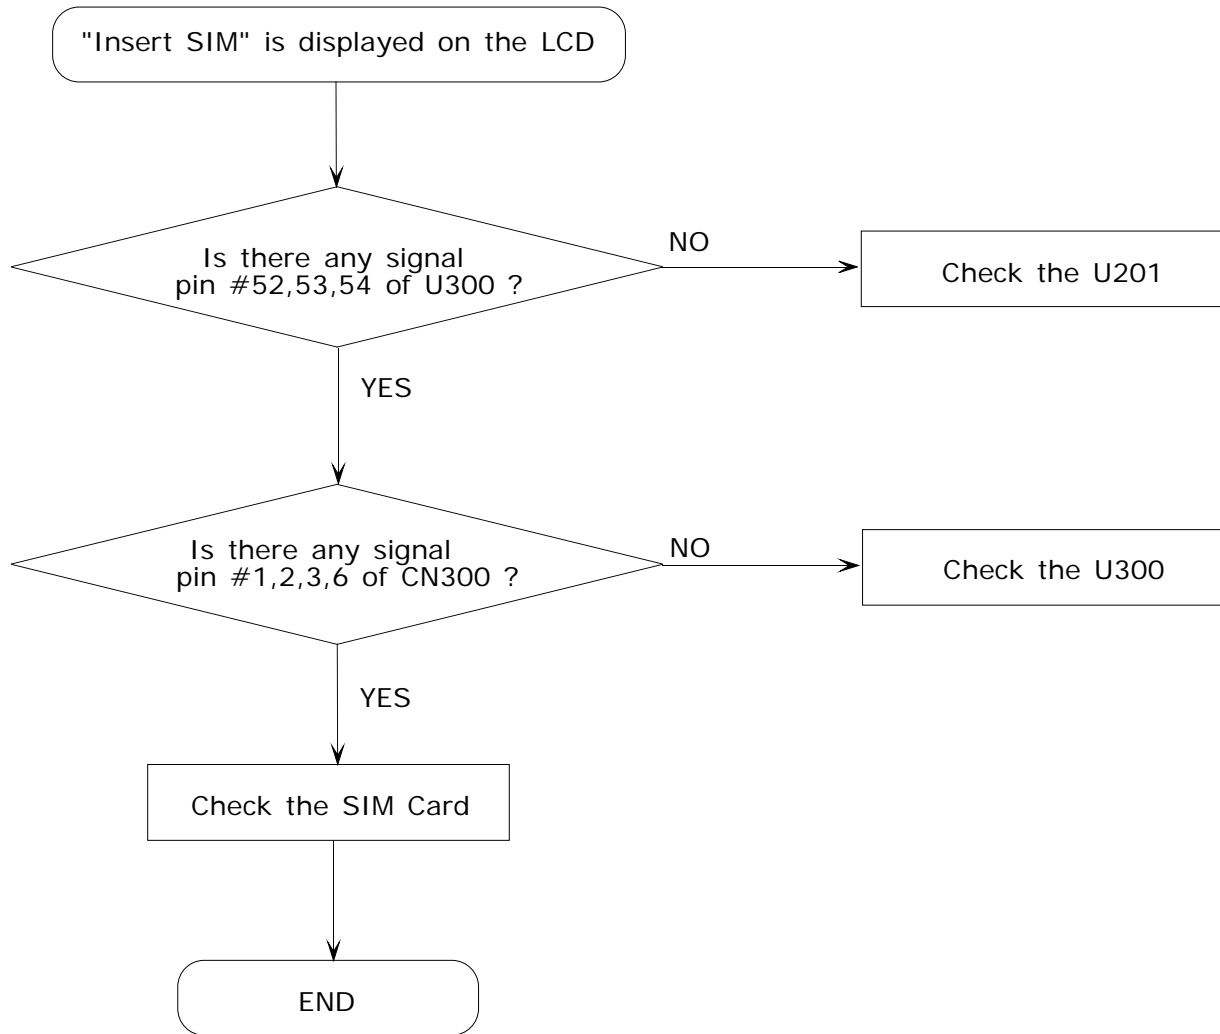 "Insert SIM" is displayed on the LCD
Is there any signal
pin #52,53,54 of U300 ?
NO
Check the U201
YES
Is there any signal
pin #1,2,3,6 of CN300 ?
NO
Check the U300
YES
Check the SIM Card
END